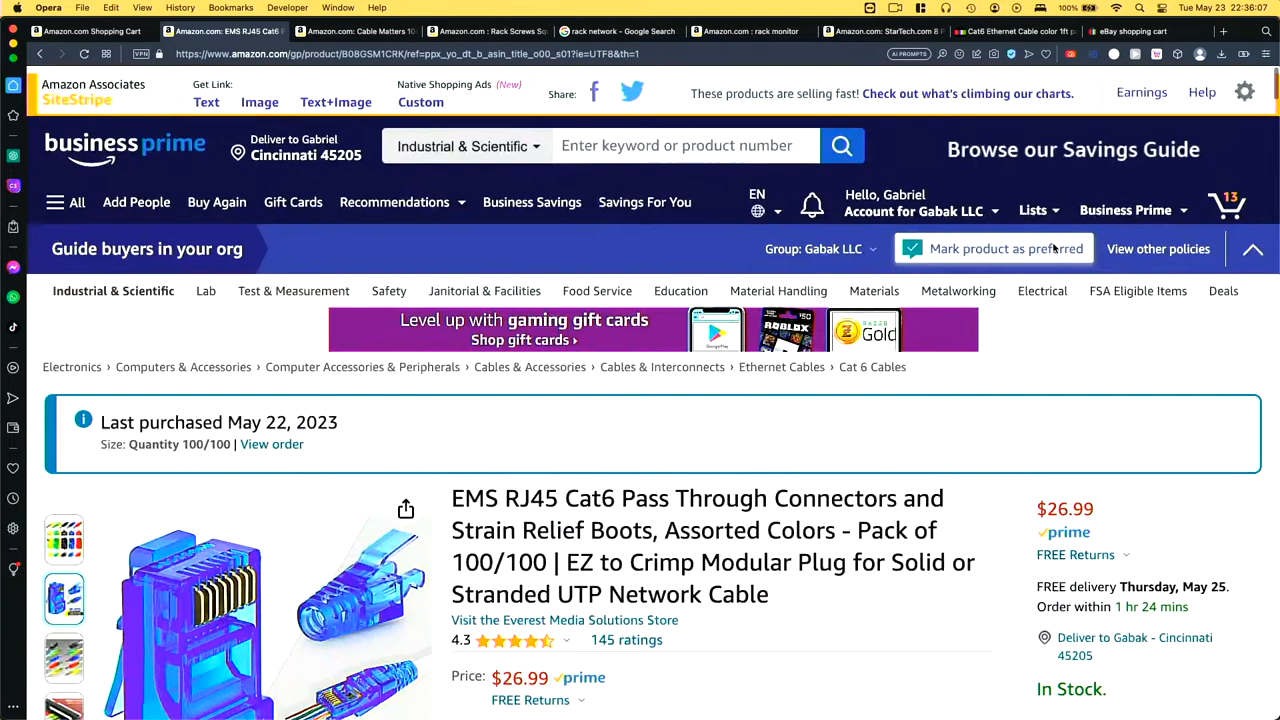 Opera File Edit View History Bookmarks Developer Window Help 100% Tue May 23 22:36:07
Amazon.com Shopping Cart Amazon.com: EMS RJ45 Cat6 P Amazon.com: Cable Matters 10 Amazon.com : Rack Screws Squ rack network - Google Search Amazon.com : rack monitor Amazon.com: StarTech.com 8 P Cat6 Ethernet Cable color 1ft p eBay shopping cart
VPN https://www.amazon.com/gp/product/B08GSM1CRK/ref=ppx_yo_dt_b_asin_title_o00_s01?ie=UTF8&th=1 AI PROMPTS
Amazon Associates Get Link: Native Shopping Ads (New)
SiteStripe Text Image Text+Image Custom Share: These products are selling fast! Check out what's climbing our charts. Earnings Help
business prime Deliver to Gabriel
Cincinnati 45205 Industrial & Scientific Enter keyword or product number Browse our Savings Guide
All Add People Buy Again Gift Cards Recommendations Business Savings Savings For You EN Hello, Gabriel
Account for Gabak LLC Lists Business Prime 13
Guide buyers in your org Group: Gabak LLC Mark product as preferred View other policies
Industrial & Scientific Lab Test & Measurement Safety Janitorial & Facilities Food Service Education Material Handling Materials Metalworking Electrical FSA Eligible Items Deals
Level up with gaming gift cards
Shop gift cards ›
ROBLOX
RAZER
Gold
Electronics › Computers & Accessories › Computer Accessories & Peripherals › Cables & Accessories › Cables & Interconnects › Ethernet Cables › Cat 6 Cables
Last purchased May 22, 2023
Size: Quantity 100/100 | View order
EMS RJ45 Cat6 Pass Through Connectors and
Strain Relief Boots, Assorted Colors - Pack of
100/100 | EZ to Crimp Modular Plug for Solid or
Stranded UTP Network Cable
Visit the Everest Media Solutions Store
4.3 145 ratings
Price: $26.99 prime
FREE Returns
$26.99
prime
FREE Returns
FREE delivery Thursday, May 25.
Order within 1 hr 24 mins
Deliver to Gabak - Cincinnati
45205
In Stock.